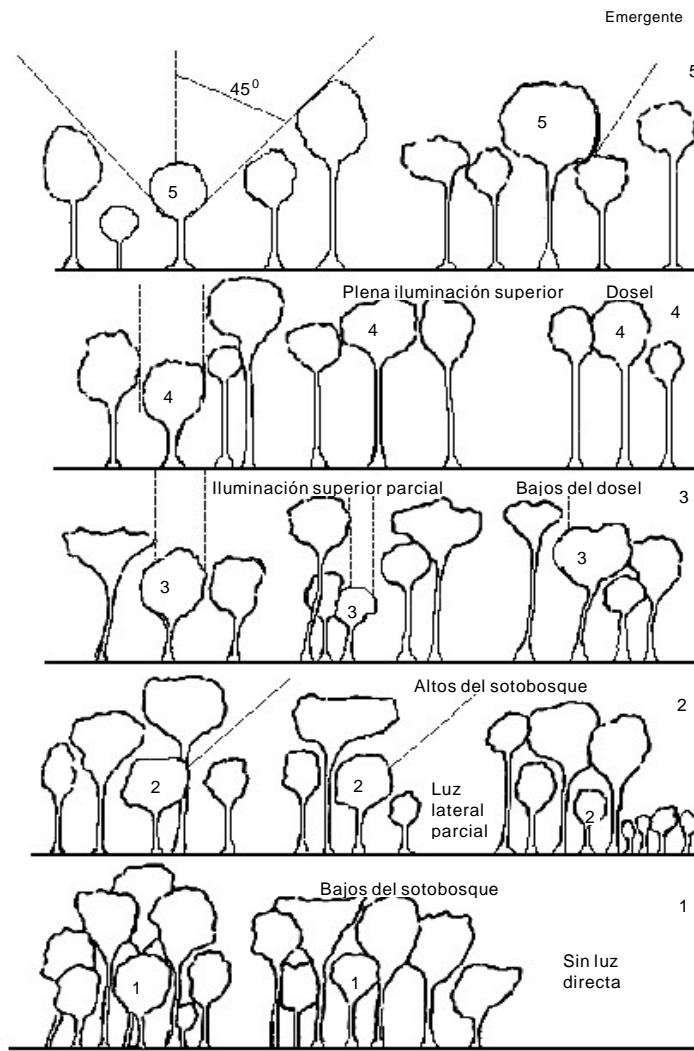 Emergente
5
45⁰
5
5
Plena iluminación superior
Dosel
4
4
4
4
Iluminación superior parcial
Bajos del dosel
3
3
3
3
Altos del sotobosque
2
2
2
Luz
lateral
parcial
2
Bajos del sotobosque
1
1
1
Sin luz
directa